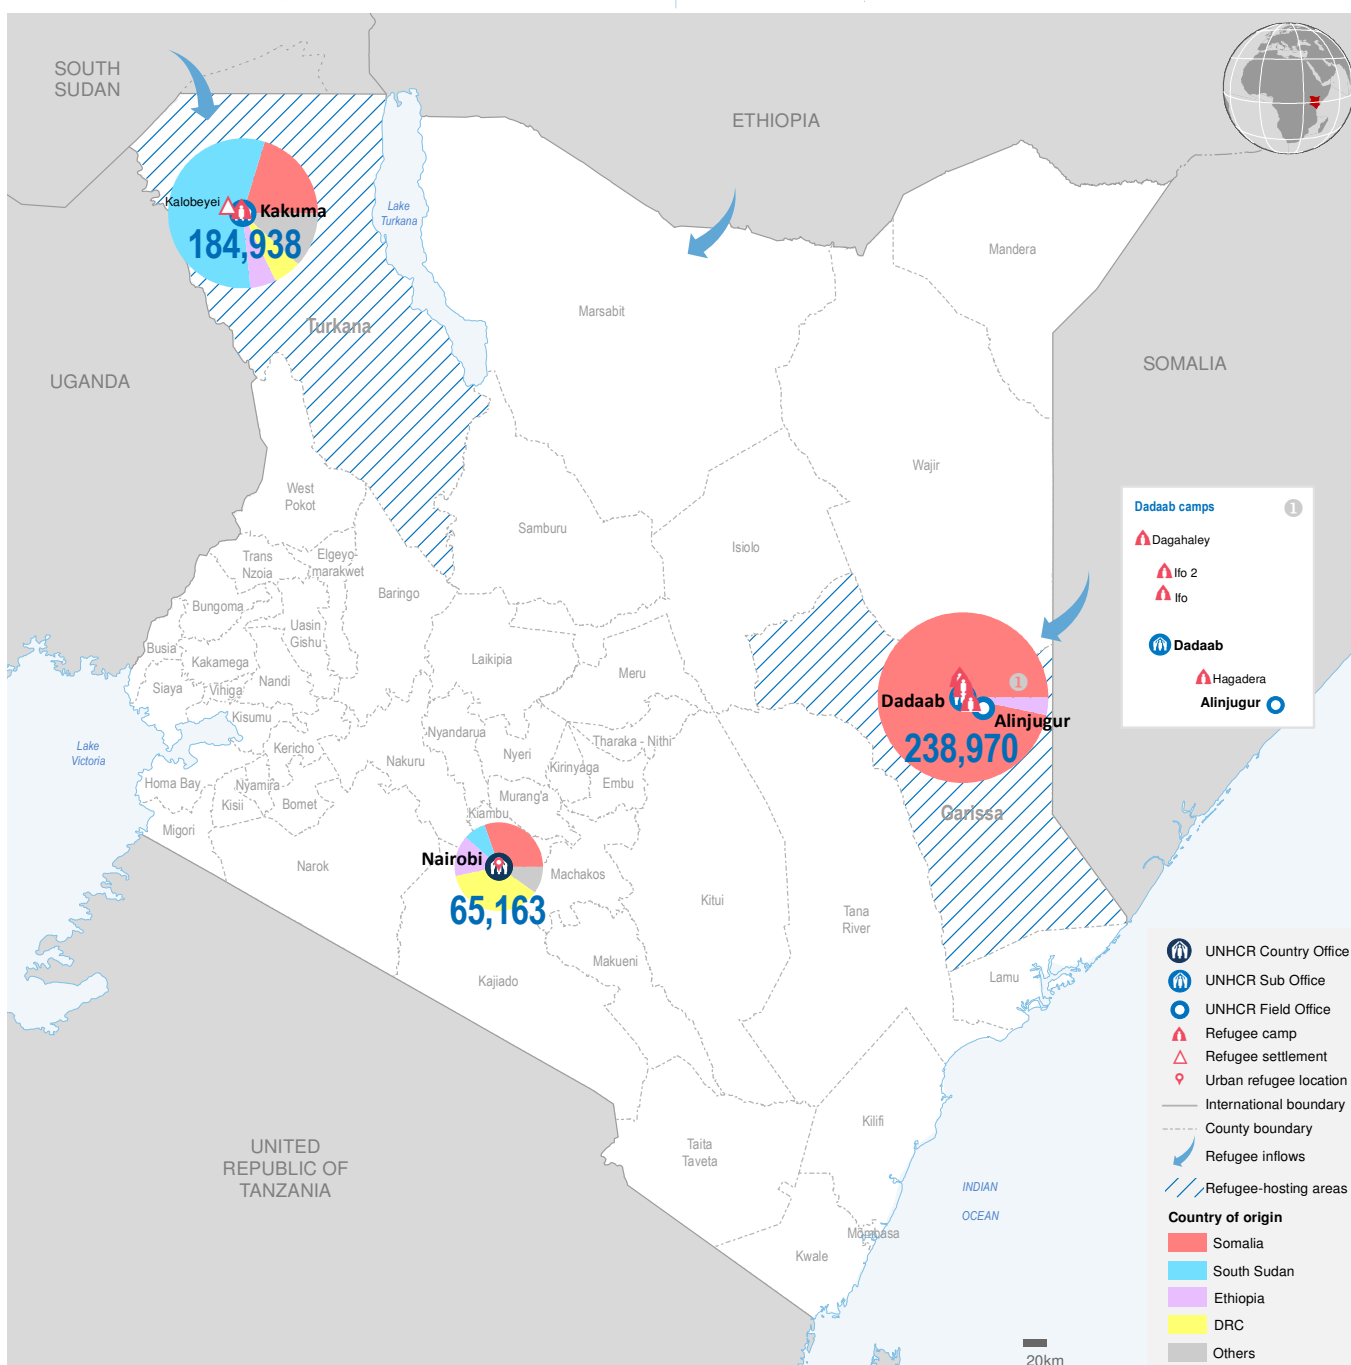 SOUTH
SUDAN
ETHIOPIA
Kalobeyei
Kakuma
184,938
Lake
Turkana
Mandera
Marsabit
Turkana
UGANDA
SOMALIA
Wajir
West
Pokot
Samburu
Isiolo
Trans
Nzoia
Elgeyo-
marakwet
Baringo
Bungoma
Uasin
Gishu
Busia
Kakamega
Laikipia
Meru
Siaya
Vihiga
Nandi
Kisumu
Dadaab camps
1
Dagahaley
Ifo 2
Ifo
Dadaab
Hagadera
Alinjugur
1
Dadaab
Alinjugur
238,970
Garissa
Lake
Victoria
Kericho
Nyandarua
Nyeri
Tharaka - Nithi
Kirinyaga
Embu
Nakuru
Homa Bay
Nyamira
Kisii
Bomet
Murang'a
Kiambu
Migori
Narok
Nairobi
65,163
Machakos
Kitui
Tana
River
Makueni
Kajiado
Lamu
Taita
Taveta
Kilifi
UNITED
REPUBLIC OF
TANZANIA
INDIAN
OCEAN
Mombasa
Kwale
UNHCR Country Office
UNHCR Sub Office
UNHCR Field Office
Refugee camp
Refugee settlement
Urban refugee location
International boundary
County boundary
Refugee inflows
Refugee-hosting areas
Country of origin
Somalia
South Sudan
Ethiopia
DRC
Others
20km